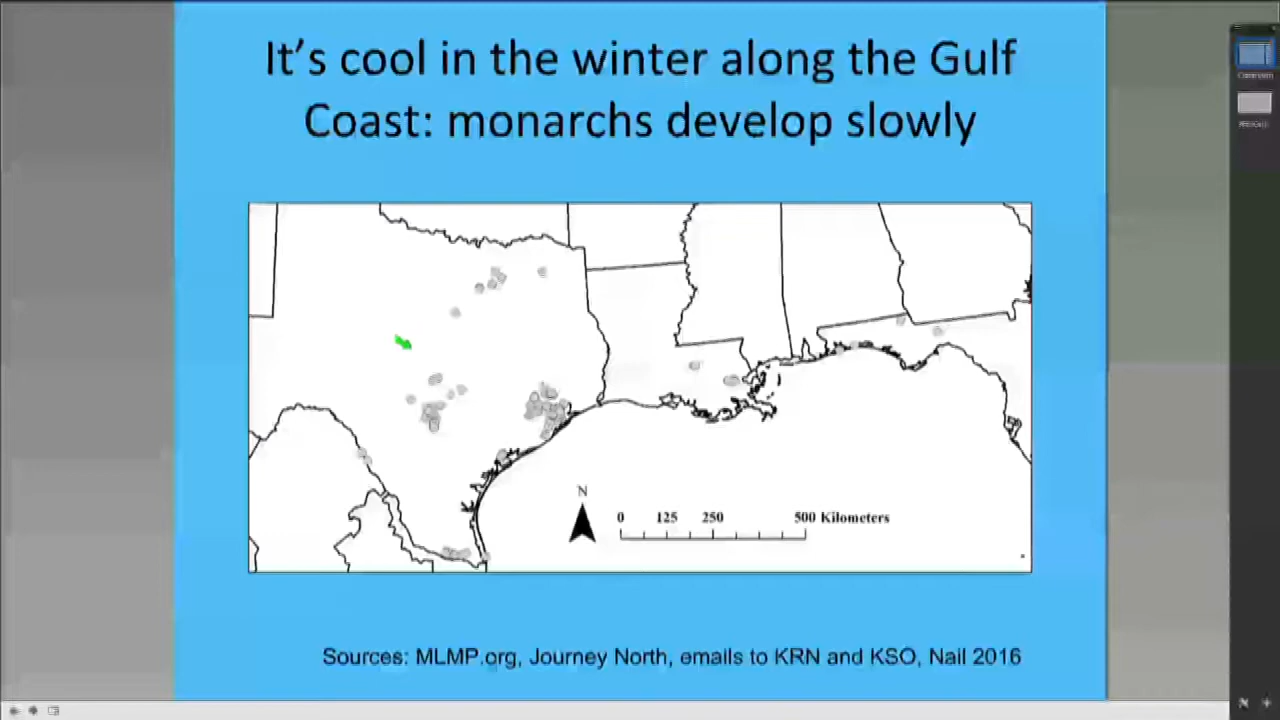 It's cool in the winter along the Gulf
Coast: monarchs develop slowly
N
0 125 250 500 Kilometers
Sources: MLMP.org, Journey North, emails to KRN and KSO, Nail 2016